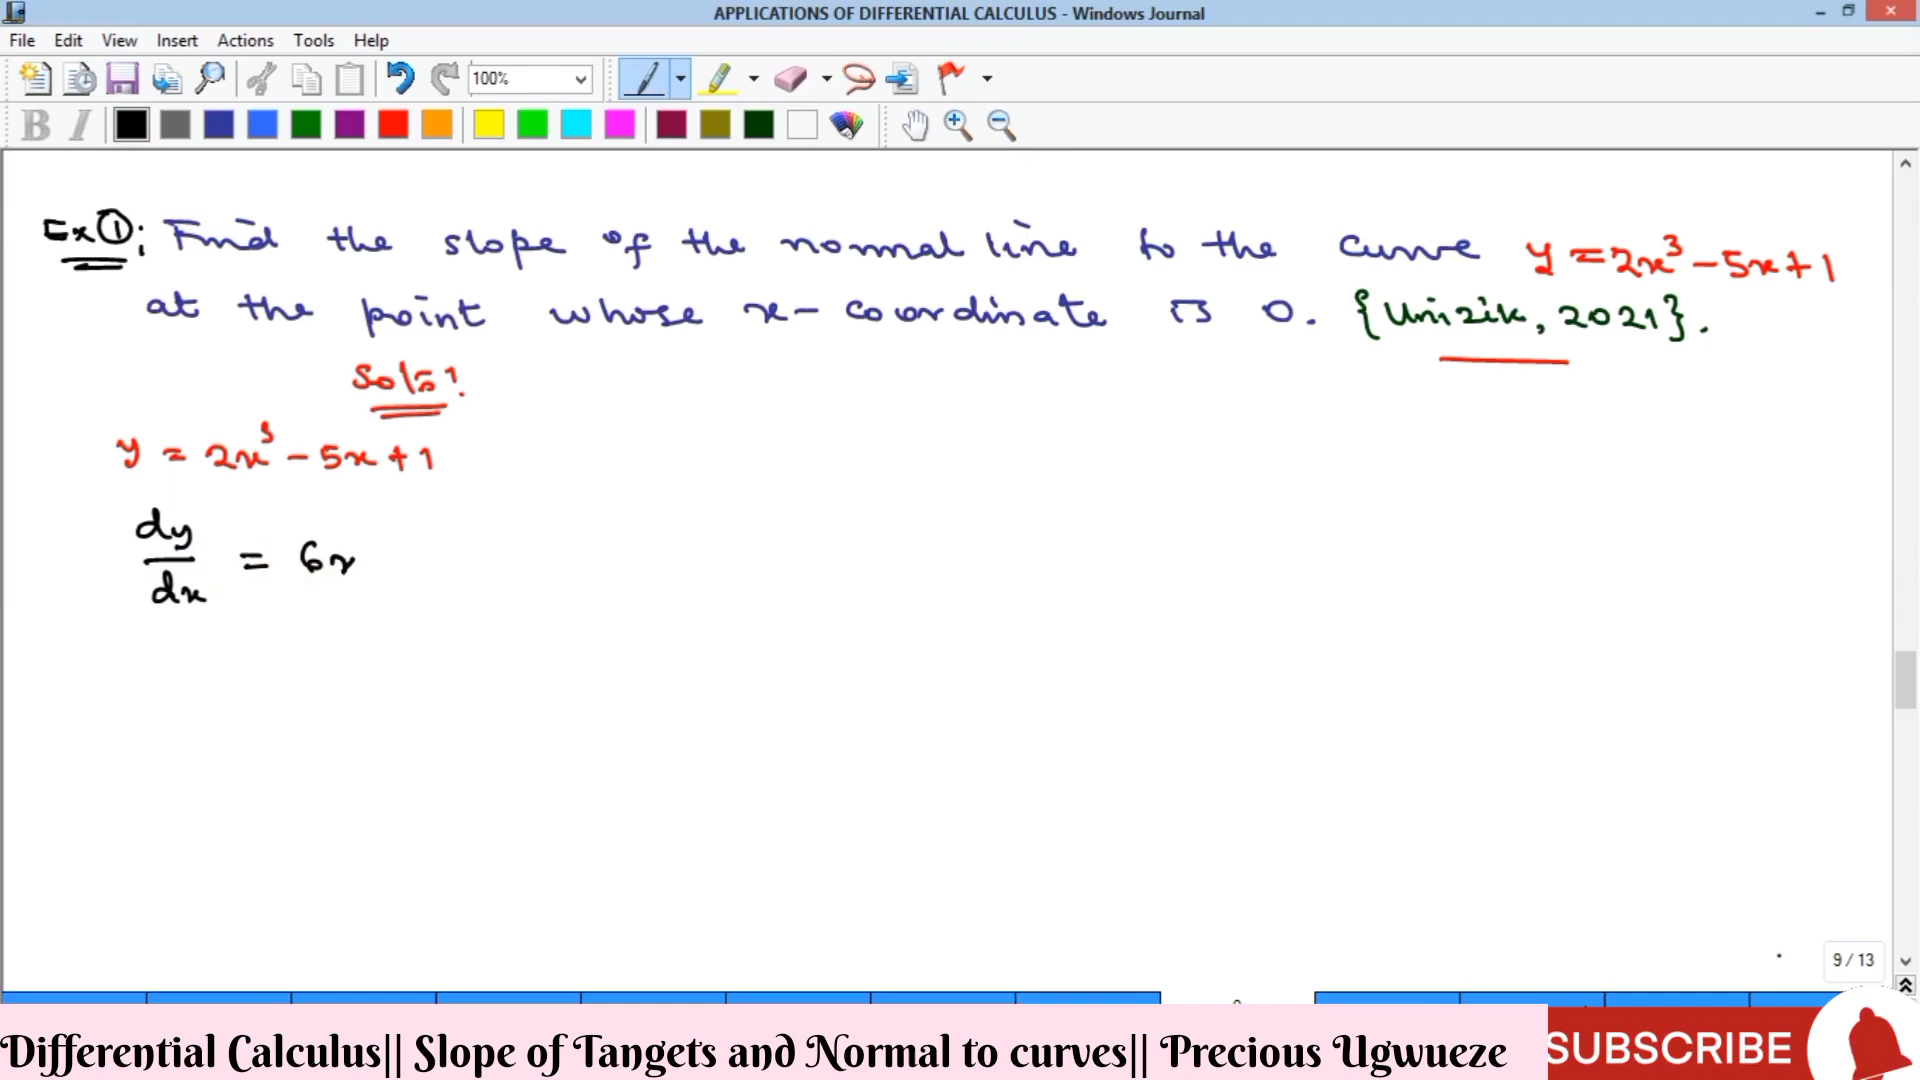 APPLICATIONS OF DIFFERENTIAL CALCULUS - Windows Journal
File Edit View Insert Actions Tools Help
100%
B I
Ex①: Find the slope of the normal line to the curve y = 2x³ - 5x + 1
at the point whose x-coordinate is 0. {Unizik, 2021}.
Soln:
y = 2x³ - 5x + 1
dy/dx = 6x
9 / 13
Differential Calculus|| Slope of Tangets and Normal to curves|| Precious Ugwueze
SUBSCRIBE